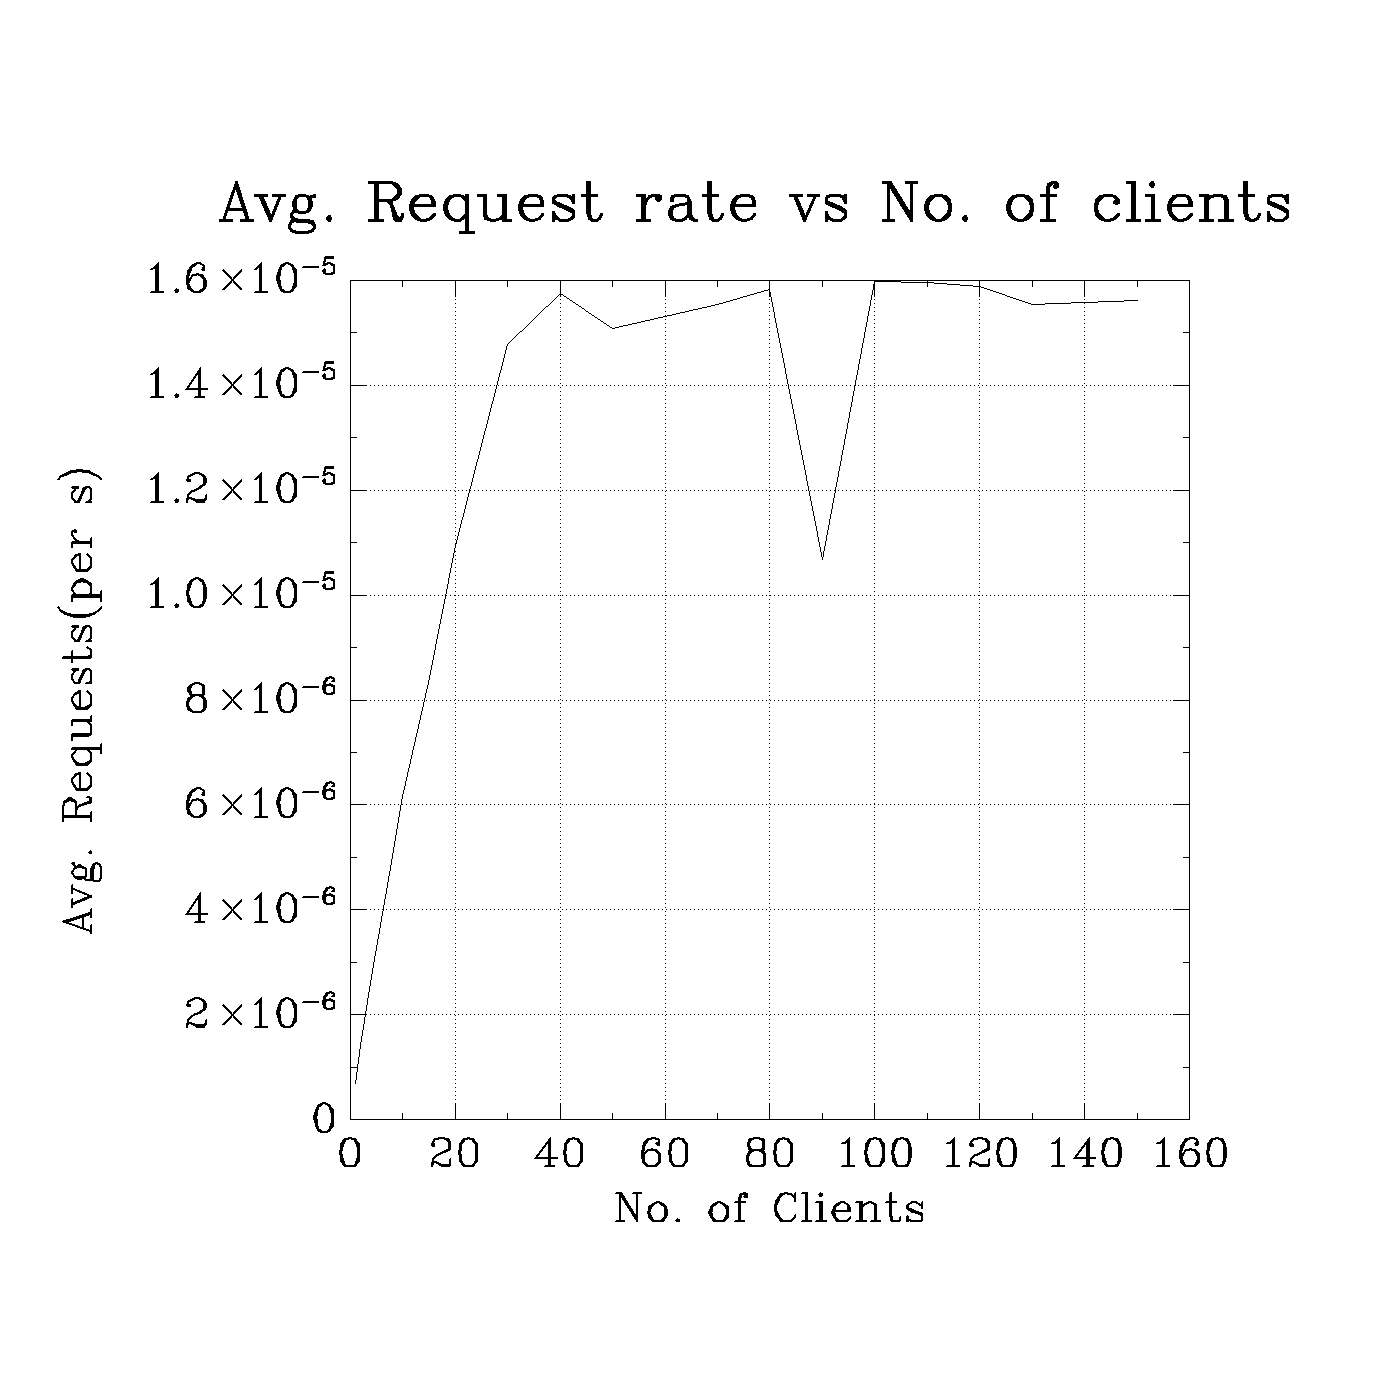 Avg. Request rate vs No. of clients
1.6×10⁻⁵
1.4×10⁻⁵
1.2×10⁻⁵
1.0×10⁻⁵
8×10⁻⁶
6×10⁻⁶
4×10⁻⁶
2×10⁻⁶
0
Avg. Requests(per s)
0 20 40 60 80 100 120 140 160
No. of Clients